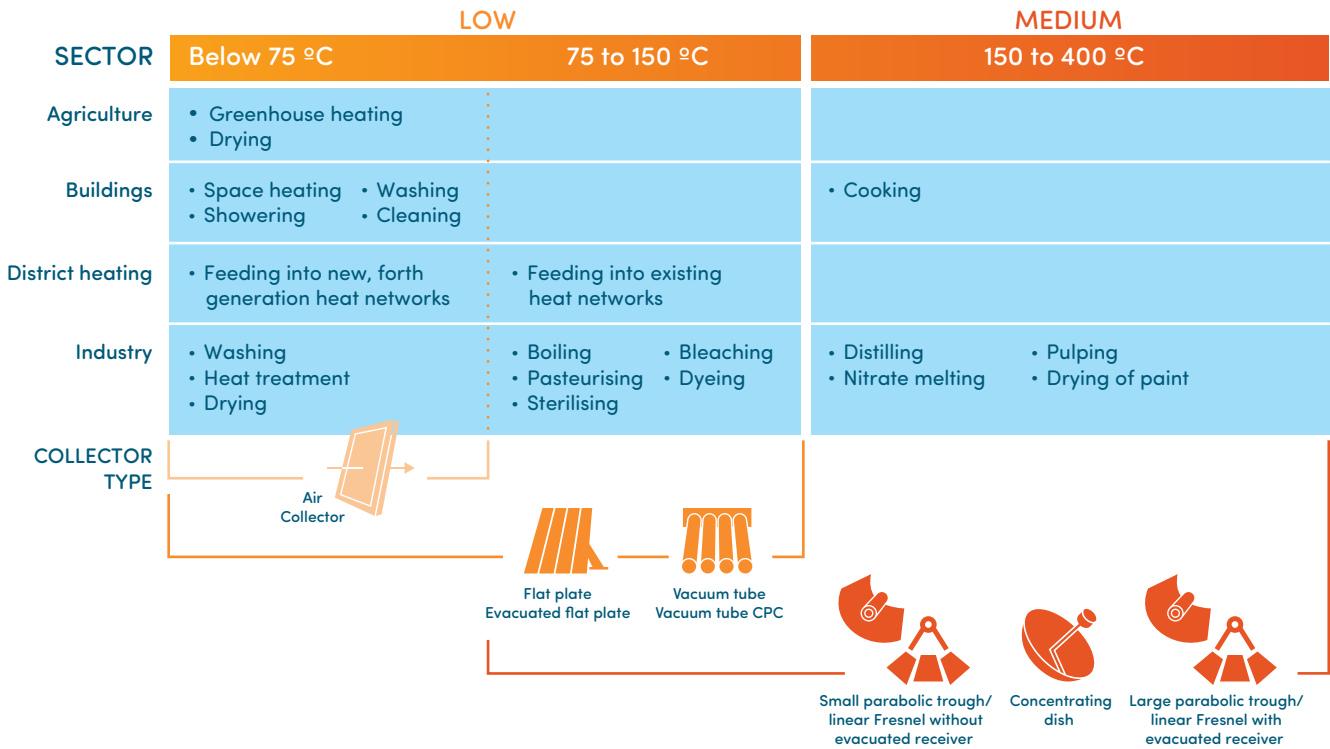 LOW
MEDIUM
SECTOR
Below 75 ºC
75 to 150 ºC
150 to 400 ºC
Agriculture
• Greenhouse heating
• Drying
Buildings
• Space heating
• Showering
• Washing
• Cleaning
• Cooking
District heating
• Feeding into new, forth
generation heat networks
• Feeding into existing
heat networks
Industry
• Washing
• Heat treatment
• Drying
• Boiling
• Pasteurising
• Sterilising
• Bleaching
• Dyeing
• Distilling
• Nitrate melting
• Pulping
• Drying of paint
COLLECTOR
TYPE
Air
Collector
Flat plate
Evacuated flat plate
Vacuum tube
Vacuum tube CPC
Small parabolic trough/
linear Fresnel without
evacuated receiver
Concentrating
dish
Large parabolic trough/
linear Fresnel with
evacuated receiver